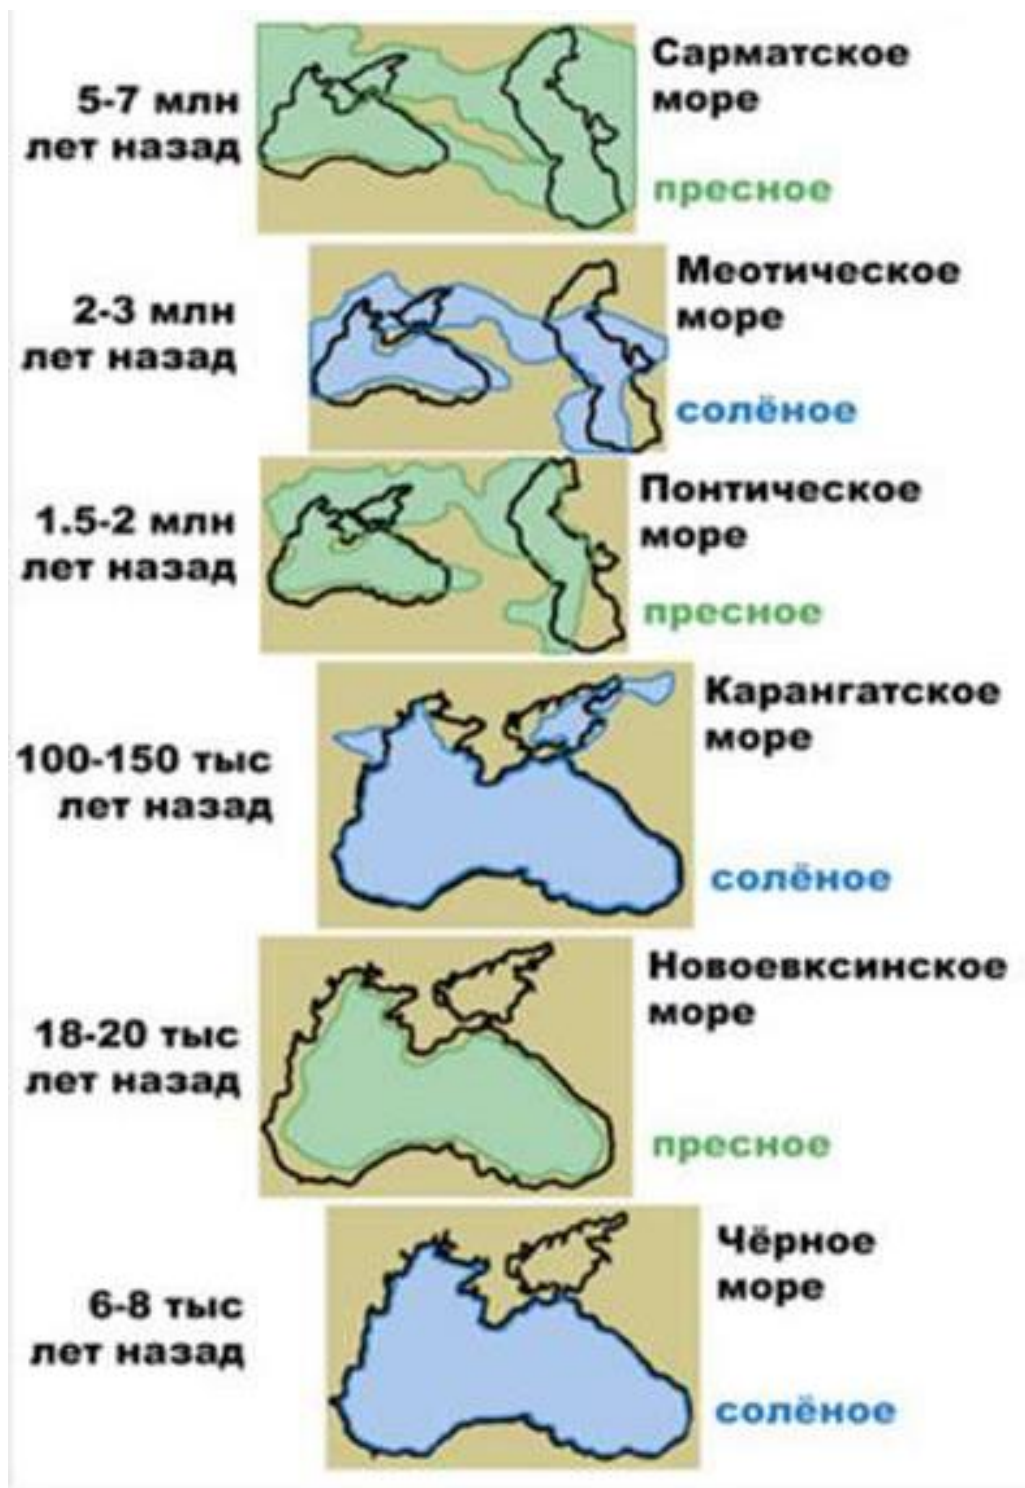 5-7 млн
лет назад
Сарматское
море
пресное
2-3 млн
лет назад
Меотическое
море
солёное
1.5-2 млн
лет назад
Понтическое
море
пресное
100-150 тыс
лет назад
Карангатское
море
солёное
18-20 тыс
лет назад
Новоевксинское
море
пресное
6-8 тыс
лет назад
Чёрное
море
солёное